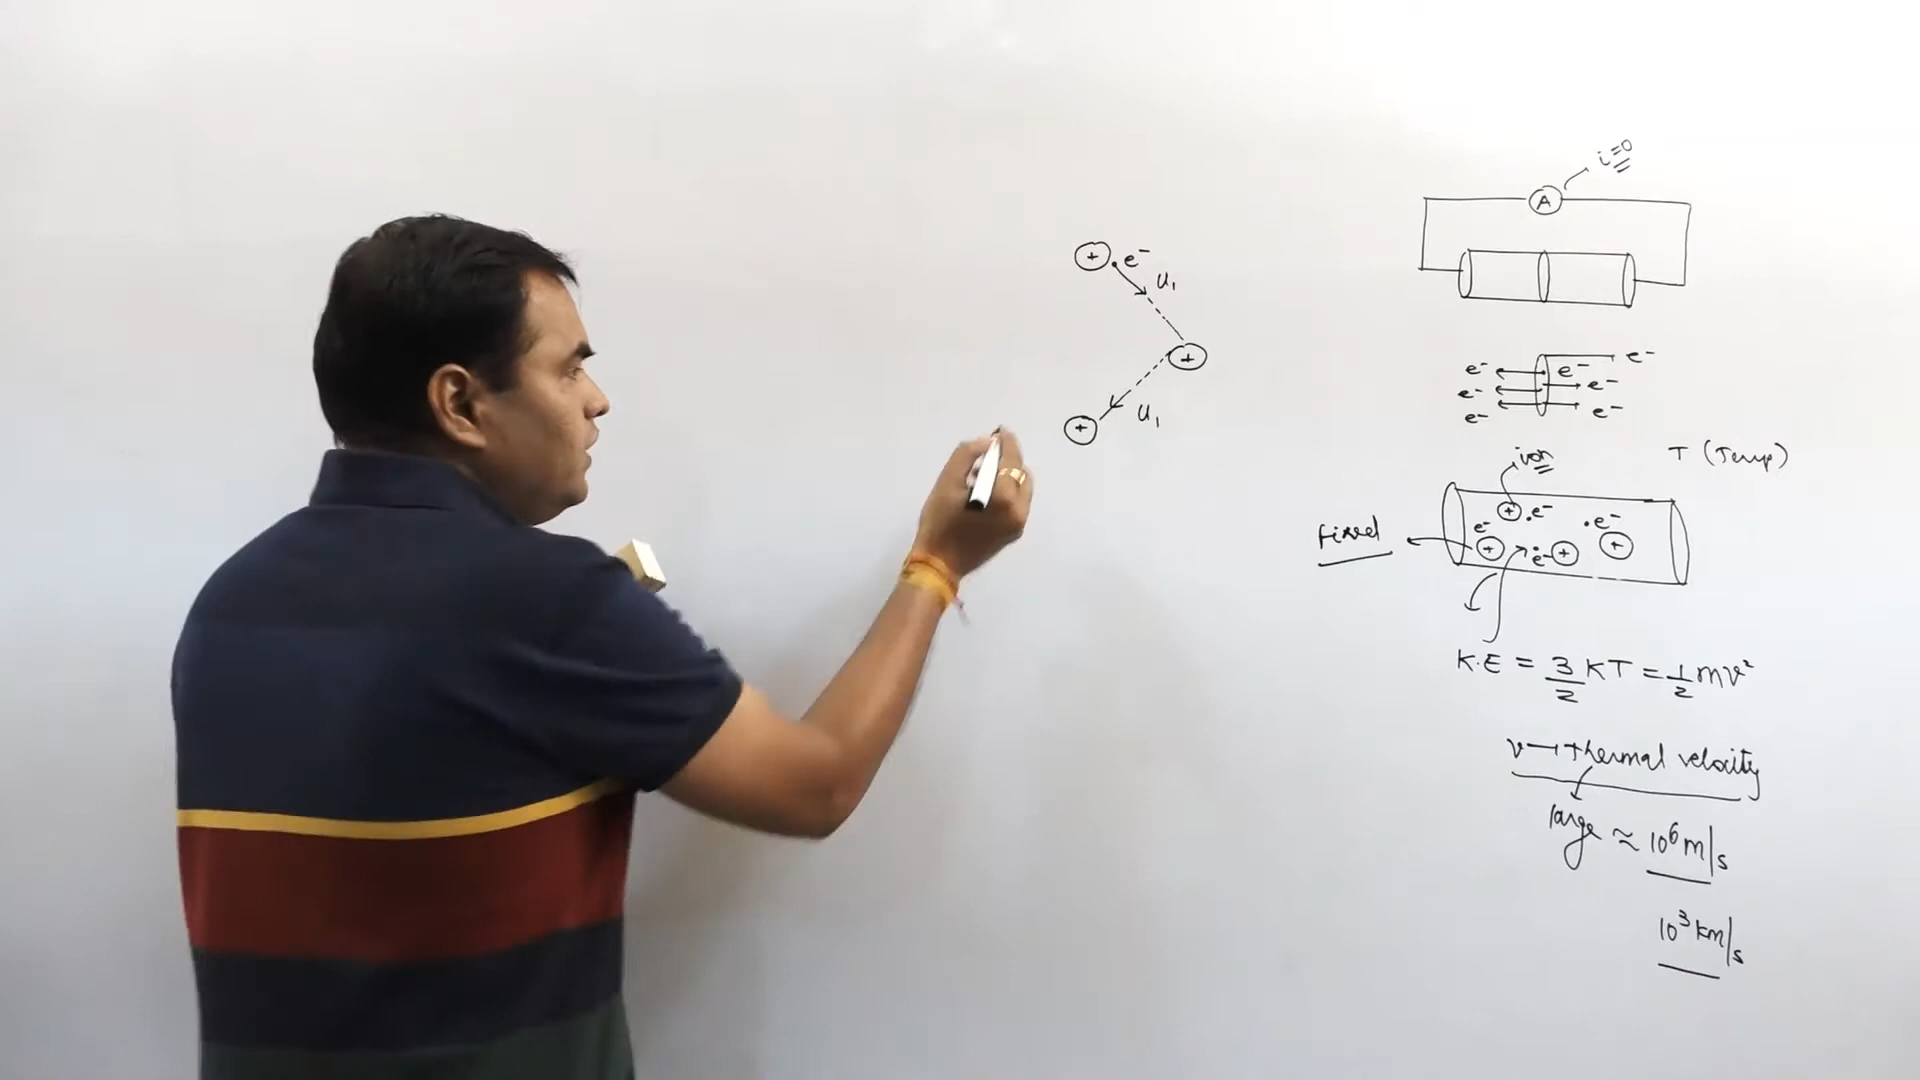 + e⁻
u₁
+
u₁
+
i=0
A
e⁻ e⁻ e⁻
e⁻ e⁻
e⁻ e⁻
ion
T (Temp)
+ e⁻ e⁻
e⁻
fixed + e⁻ + +
K.E = 3/2 KT = 1/2 mv²
v → thermal velocity
large ≈ 10⁶ m/s
10³ km/s